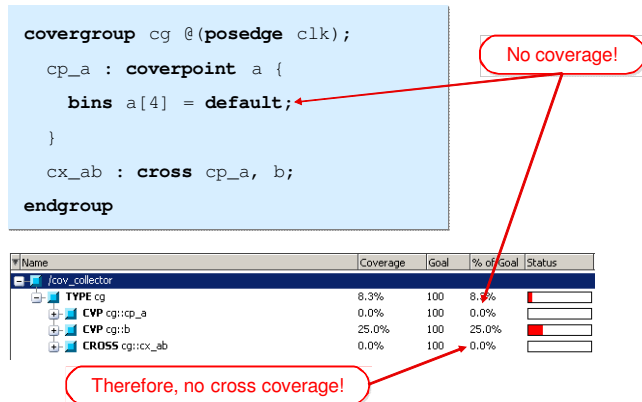 covergroup cg @(posedge clk);
cp_a : coverpoint a {
bins a[4] = default;
}
cx_ab : cross cp_a, b;
endgroup
No coverage!
Name Coverage Goal % of Goal Status
/cov_collector
TYPE cg 8.3% 100 8.3%
CVP cg::cp_a 0.0% 100 0.0%
CVP cg::b 25.0% 100 25.0%
CROSS cg::cx_ab 0.0% 100 0.0%
Therefore, no cross coverage!